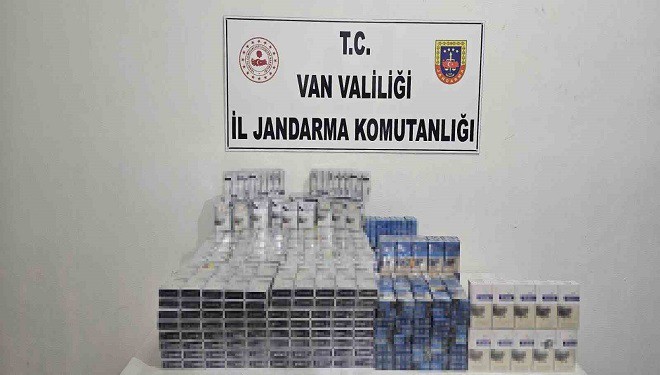 T.C.
VAN VALİLİĞİ
İL JANDARMA KOMUTANLIĞI